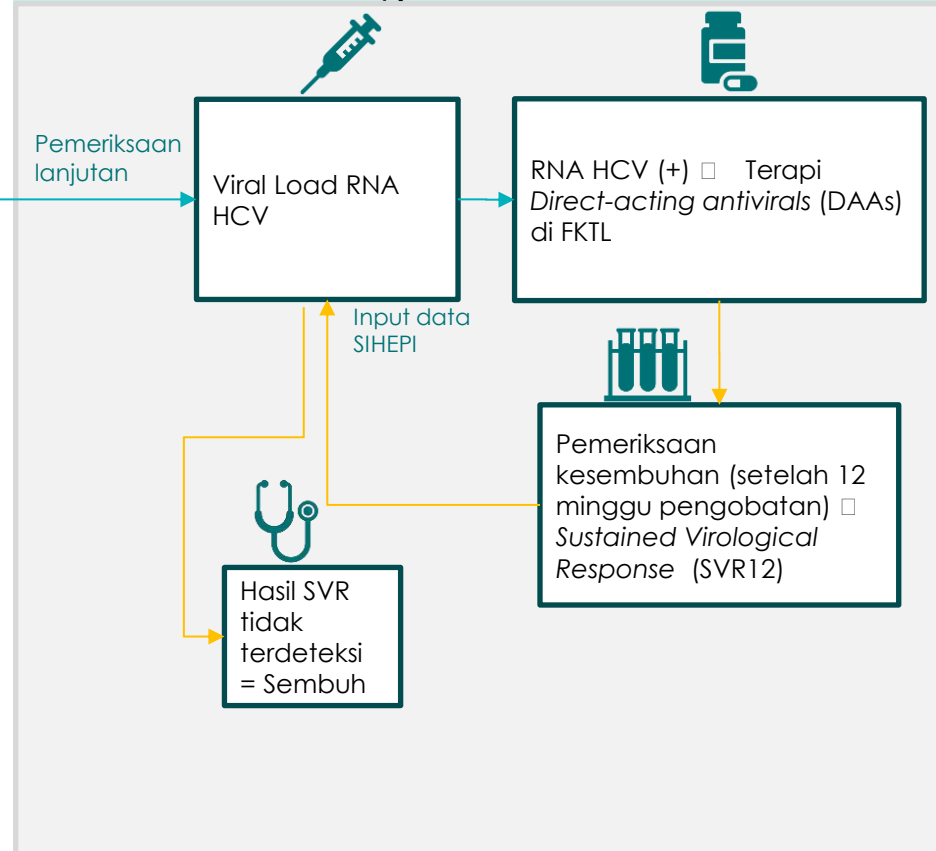 Pemeriksaan
lanjutan
Viral Load RNA
HCV
RNA HCV (+) □ Terapi
Direct-acting antivirals (DAAs)
di FKTL
Input data
SIHEPI
Pemeriksaan
kesembuhan (setelah 12
minggu pengobatan) □
Sustained Virological
Response (SVR12)
Hasil SVR
tidak
terdeteksi
= Sembuh